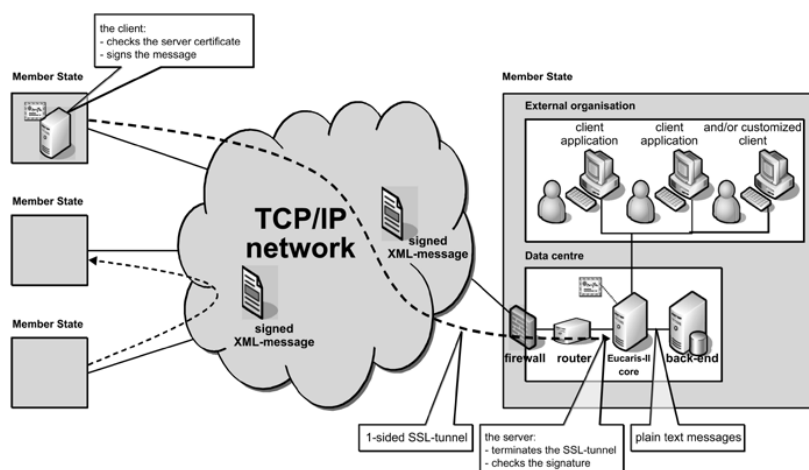 the client:
- checks the server certificate
- signs the message
Member State
Member State
External organisation
client
application
client
application
and/or customized
client
TCP/IP
network
signed
XML-message
Member State
signed
XML-message
Data centre
Member State
firewall
router
Eucaris-II
core
back-end
1-sided SSL-tunnel
the server:
- terminates the SSL-tunnel
- checks the signature
plain text messages